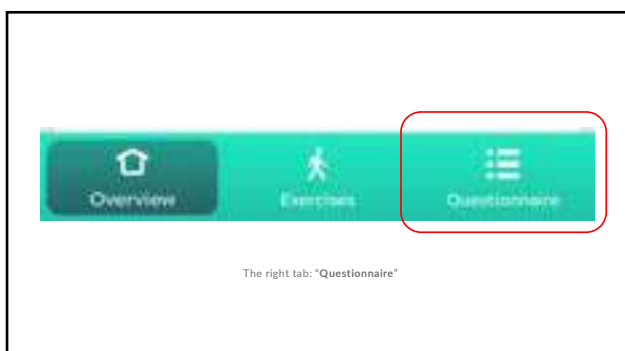 Overview Exercises Questionnaire
The right tab: “Questionnaire”